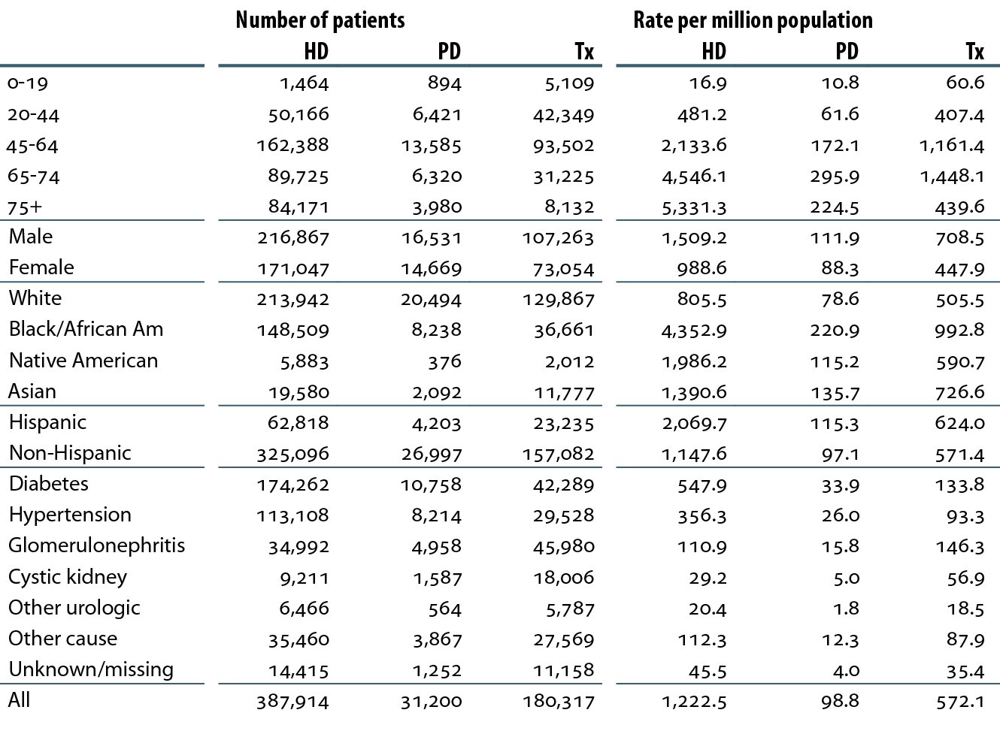 Number of patients Rate per million population
HD PD Tx HD PD Tx
0-19 1,464 894 5,109 16.9 10.8 60.6
20-44 50,166 6,421 42,349 481.2 61.6 407.4
45-64 162,388 13,585 93,502 2,133.6 172.1 1,161.4
65-74 89,725 6,320 31,225 4,546.1 295.9 1,448.1
75+ 84,171 3,980 8,132 5,331.3 224.5 439.6
Male 216,867 16,531 107,263 1,509.2 111.9 708.5
Female 171,047 14,669 73,054 988.6 88.3 447.9
White 213,942 20,494 129,867 805.5 78.6 505.5
Black/African Am 148,509 8,238 36,661 4,352.9 220.9 992.8
Native American 5,883 376 2,012 1,986.2 115.2 590.7
Asian 19,580 2,092 11,777 1,390.6 135.7 726.6
Hispanic 62,818 4,203 23,235 2,069.7 115.3 624.0
Non-Hispanic 325,096 26,997 157,082 1,147.6 97.1 571.4
Diabetes 174,262 10,758 42,289 547.9 33.9 133.8
Hypertension 113,108 8,214 29,528 356.3 26.0 93.3
Glomerulonephritis 34,992 4,958 45,980 110.9 15.8 146.3
Cystic kidney 9,211 1,587 18,006 29.2 5.0 56.9
Other urologic 6,466 564 5,787 20.4 1.8 18.5
Other cause 35,460 3,867 27,569 112.3 12.3 87.9
Unknown/missing 14,415 1,252 11,158 45.5 4.0 35.4
All 387,914 31,200 180,317 1,222.5 98.8 572.1